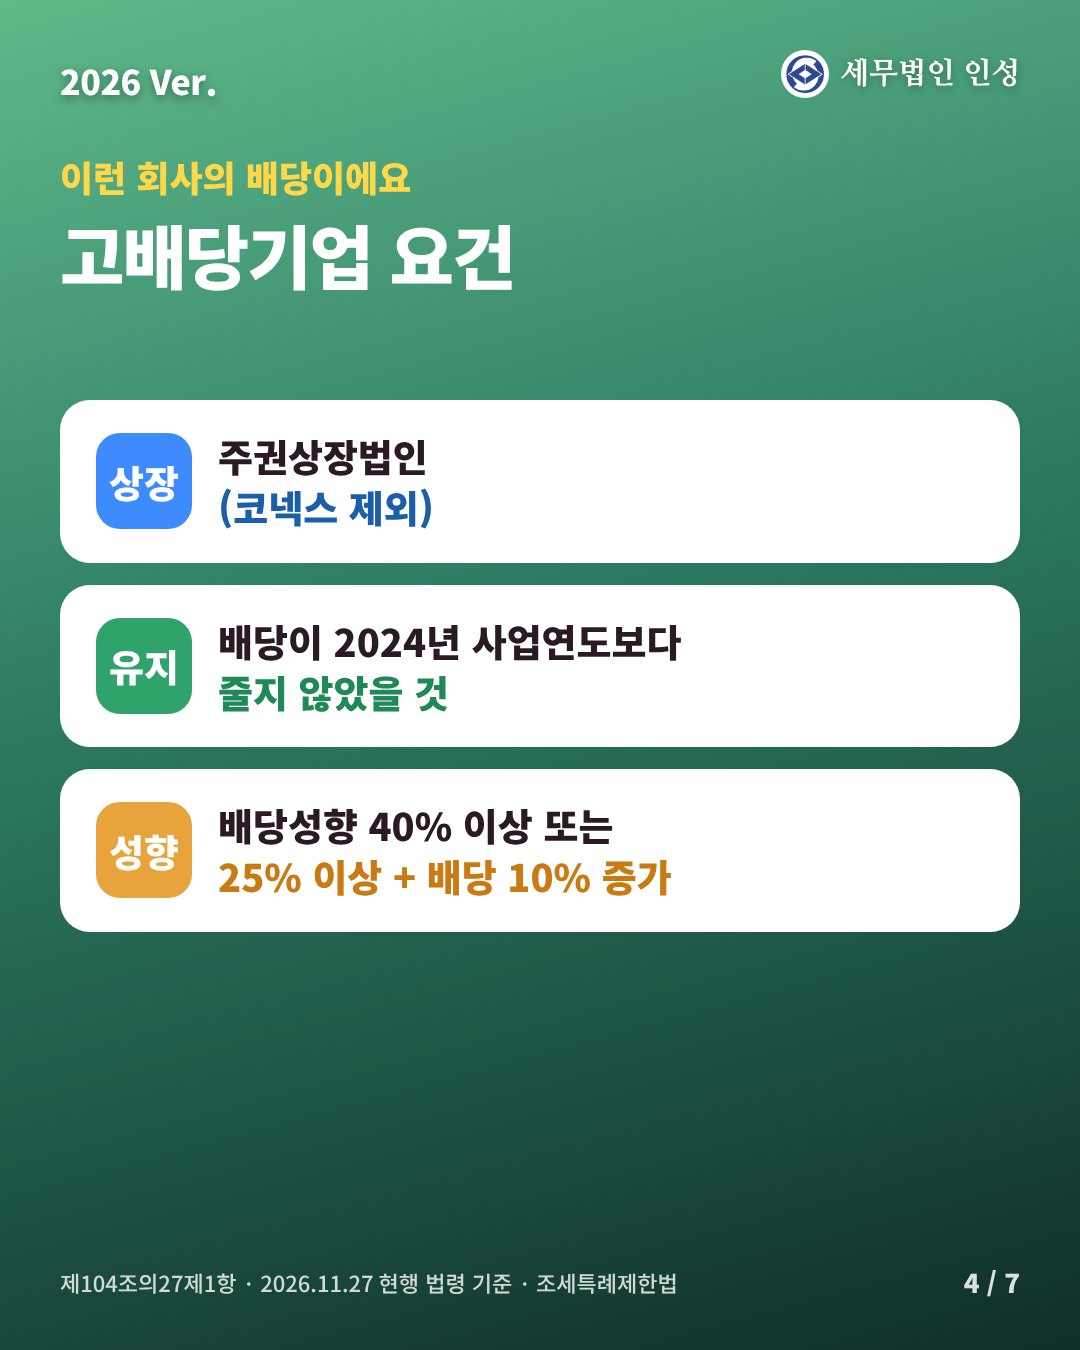 2026 Ver.
세무법인 인성
이런 회사의 배당이에요
고배당기업 요건
상장
주권상장법인
(코넥스 제외)
유지
배당이 2024년 사업연도보다
줄지 않았을 것
성향
배당성향 40% 이상 또는
25% 이상 + 배당 10% 증가
제104조의27제1항 · 2026.11.27 현행 법령 기준 · 조세특례제한법
4 / 7